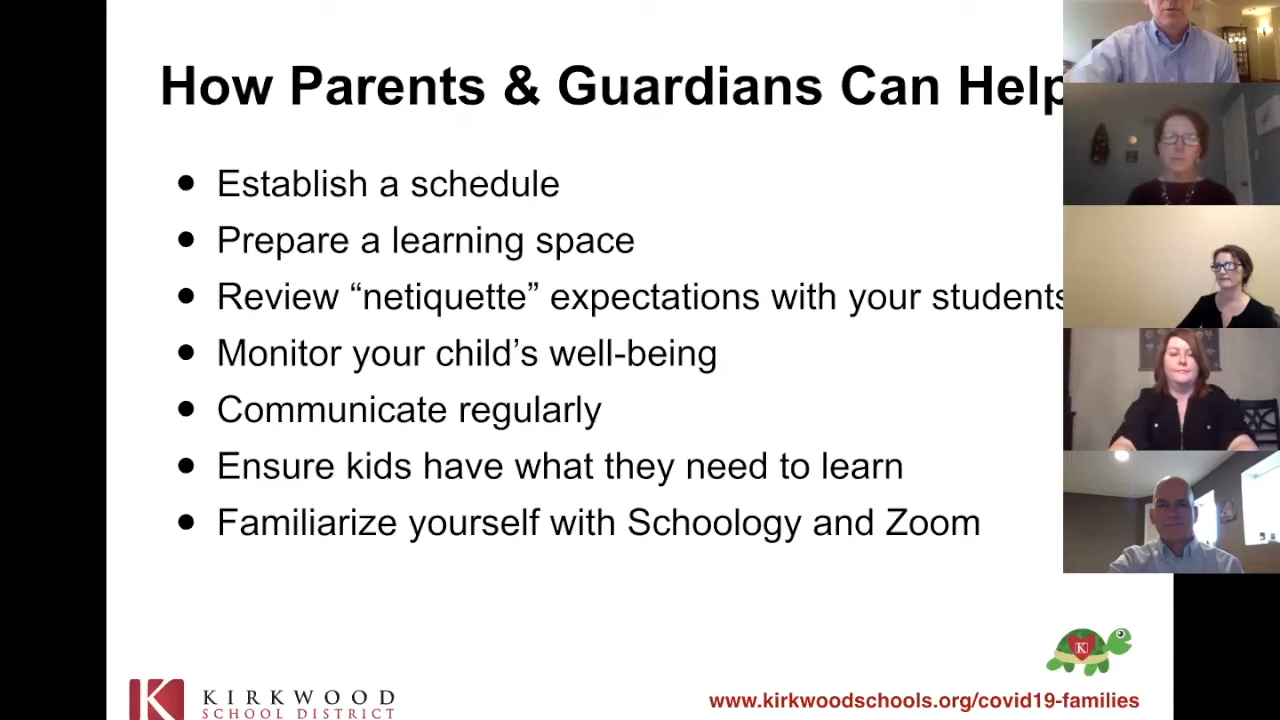 How Parents & Guardians Can Help
Establish a schedule
Prepare a learning space
Review “netiquette” expectations with your students
Monitor your child’s well-being
Communicate regularly
Ensure kids have what they need to learn
Familiarize yourself with Schoology and Zoom
K
K
KIRKWOOD
SCHOOL DISTRICT
www.kirkwoodschools.org/covid19-families